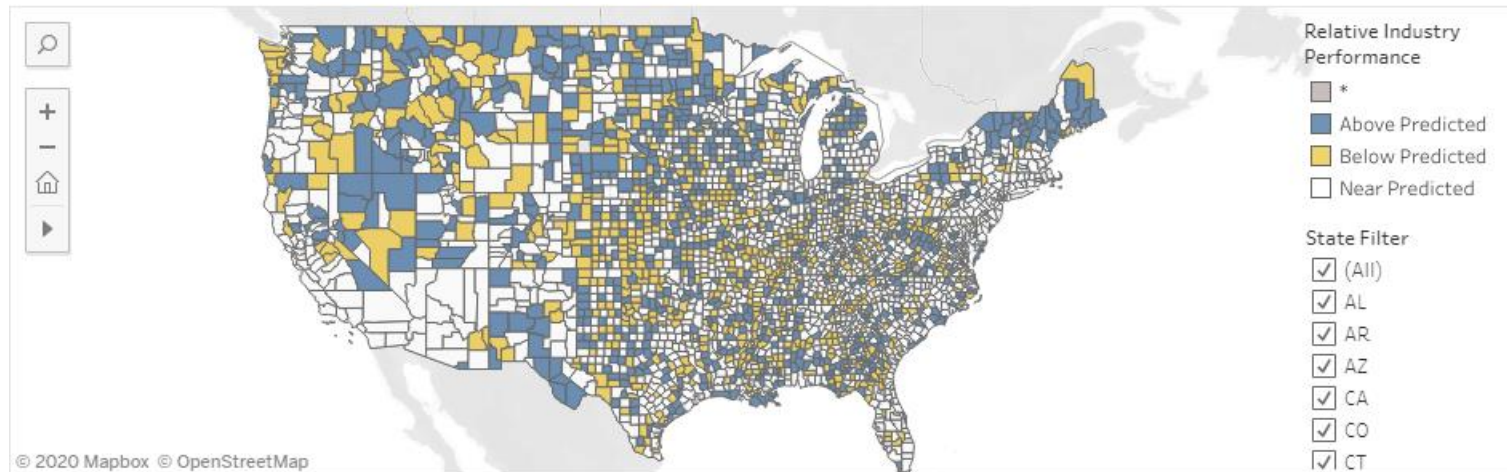 Relative Industry
Performance
*
Above Predicted
Below Predicted
Near Predicted
State Filter
(All)
AL
AR
AZ
CA
CO
CT
© 2020 Mapbox © OpenStreetMap